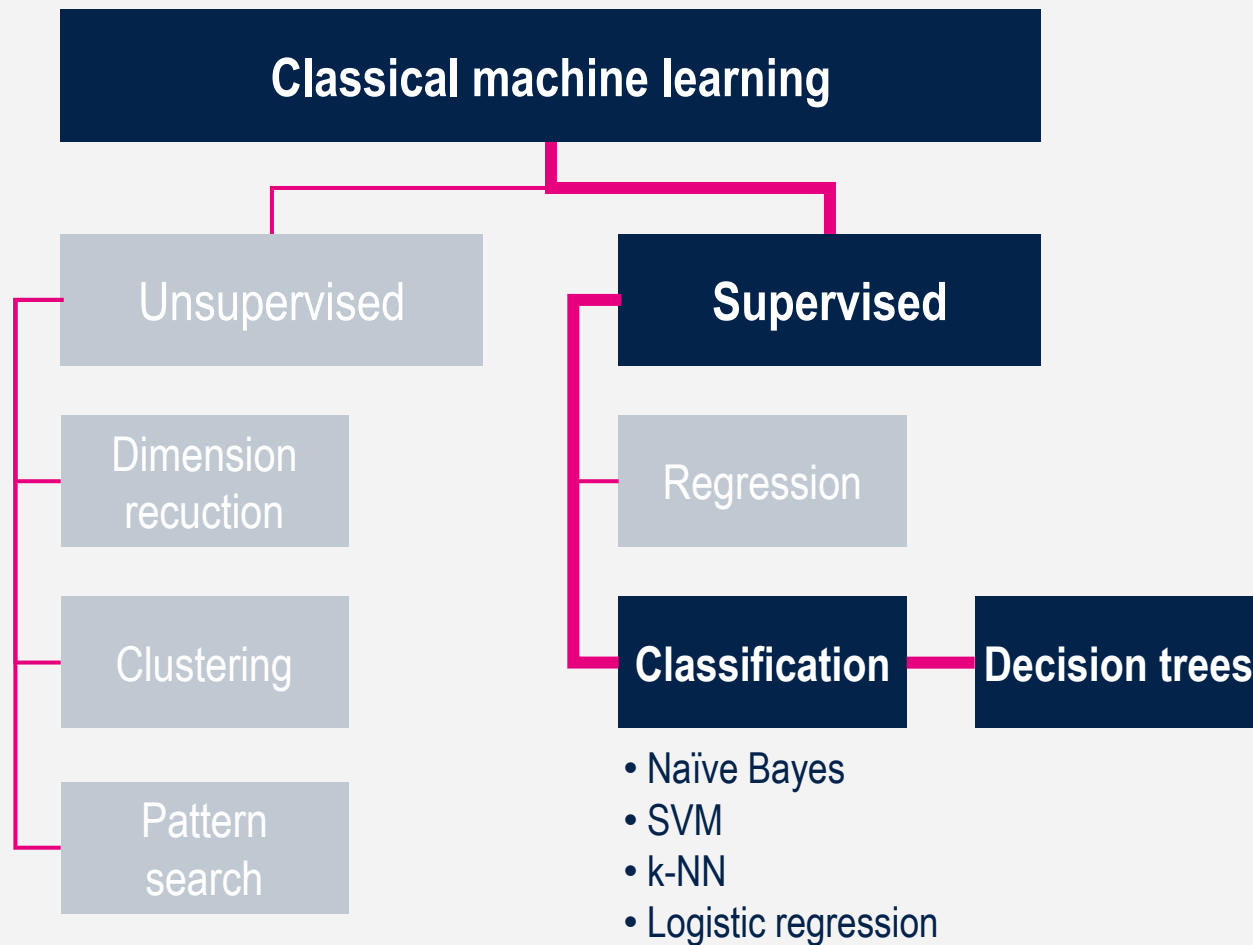 Classical machine learning
Unsupervised
Supervised
Dimension
recuction
Regression
Clustering
Classification
Decision trees
Pattern
search
• Naïve Bayes
• SVM
• k-NN
• Logistic regression